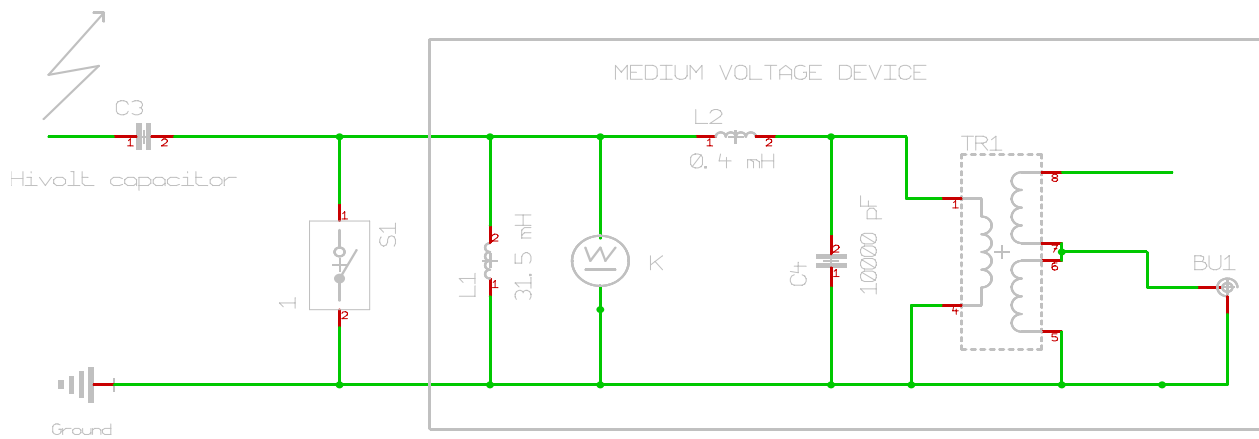 MEDIUM VOLTAGE DEVICE
C3
1
2
Hivolt capacitor
L2
1
2
0.4 mH
TR1
8
1
7
6
4
5
1
S1
1
2
2
L1
1
31.5 mH
K
2
C4
1
10000 pF
BU1
1
Ground